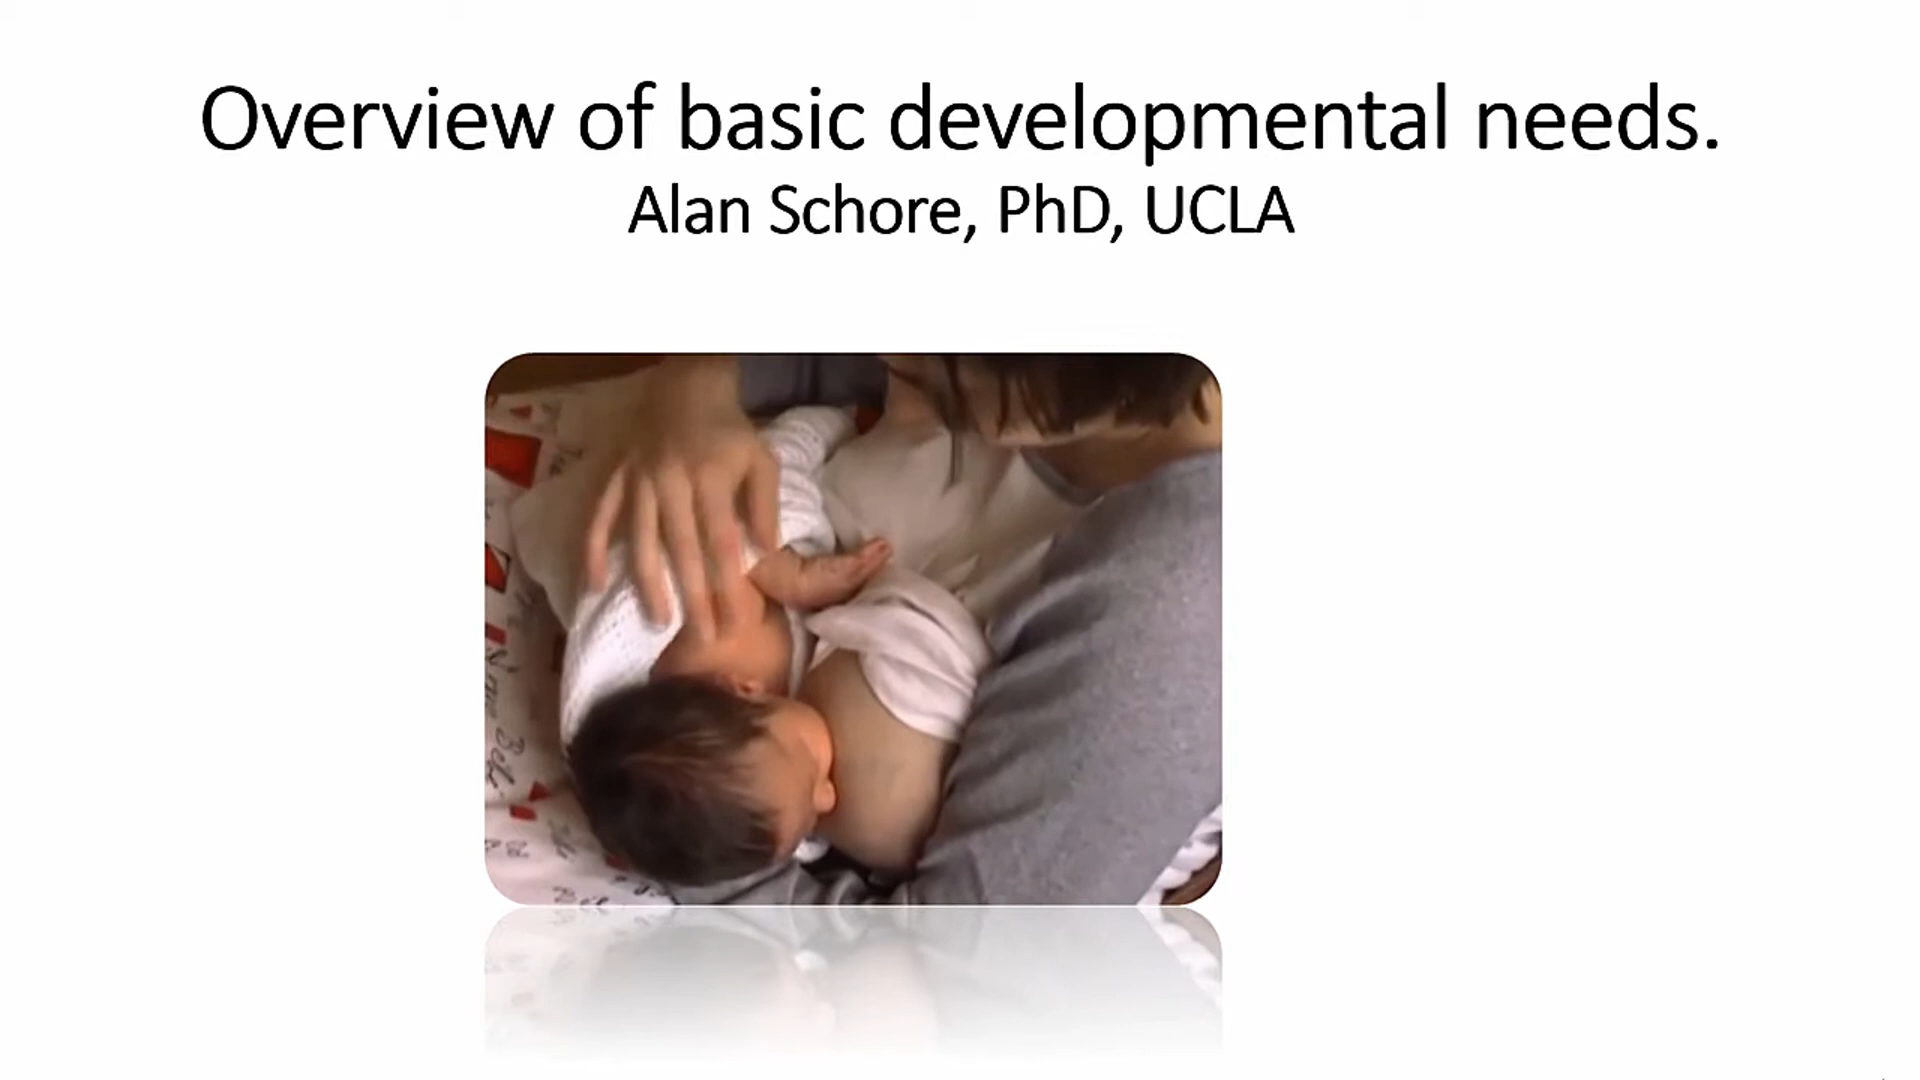 Overview of basic developmental needs.
Alan Schore, PhD, UCLA